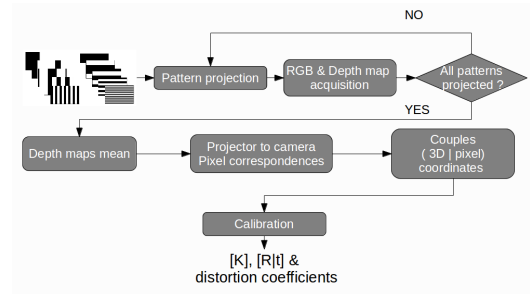 NO
Pattern projection
RGB & Depth map
acquisition
All patterns
projected ?
YES
Depth maps mean
Projector to camera
Pixel correspondences
Couples
( 3D | pixel)
coordinates
Calibration
[K], [R|t] &
distortion coefficients